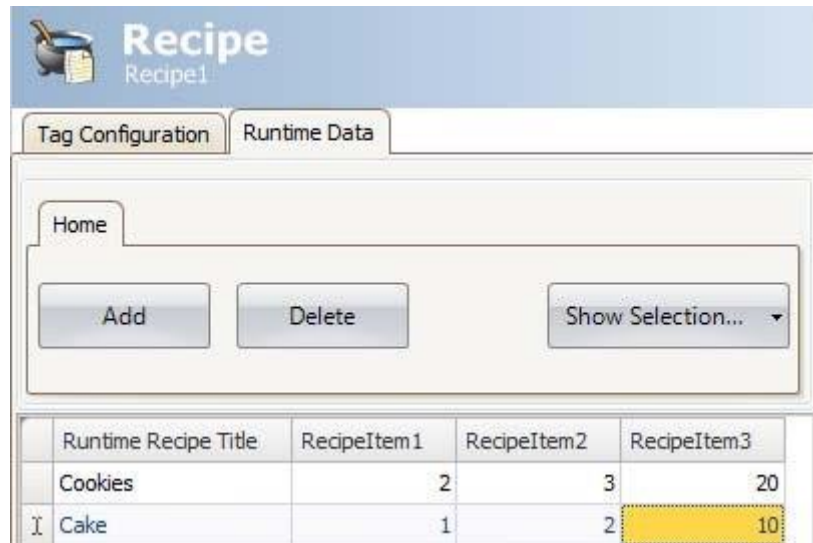 Recipe
Recipe1
Tag Configuration Runtime Data
Home
Add Delete Show Selection...
Runtime Recipe Title RecipeItem1 RecipeItem2 RecipeItem3
Cookies 2 3 20
Cake 1 2 10